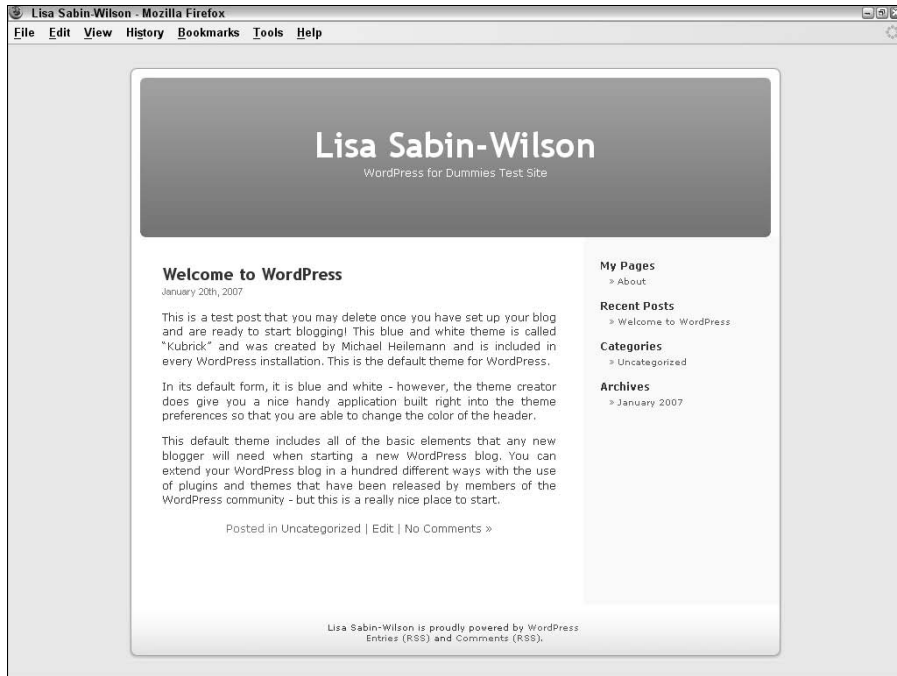 Lisa Sabin-Wilson - Mozilla Firefox
File Edit View History Bookmarks Tools Help
Lisa Sabin-Wilson
WordPress for Dummies Test Site
Welcome to WordPress
January 20th, 2007
This is a test post that you may delete once you have set up your blog
and are ready to start blogging! This blue and white theme is called
“Kubrick” and was created by Michael Heilemann and is included in
every WordPress installation. This is the default theme for WordPress.
In its default form, it is blue and white - however, the theme creator
does give you a nice handy application built right into the theme
preferences so that you are able to change the color of the header.
This default theme includes all of the basic elements that any new
blogger will need when starting a new WordPress blog. You can
extend your WordPress blog in a hundred different ways with the use
of plugins and themes that have been released by members of the
WordPress community - but this is a really nice place to start.
Posted in Uncategorized | Edit | No Comments »
My Pages
» About
Recent Posts
» Welcome to WordPress
Categories
» Uncategorized
Archives
» January 2007
Lisa Sabin-Wilson is proudly powered by WordPress
Entries (RSS) and Comments (RSS).